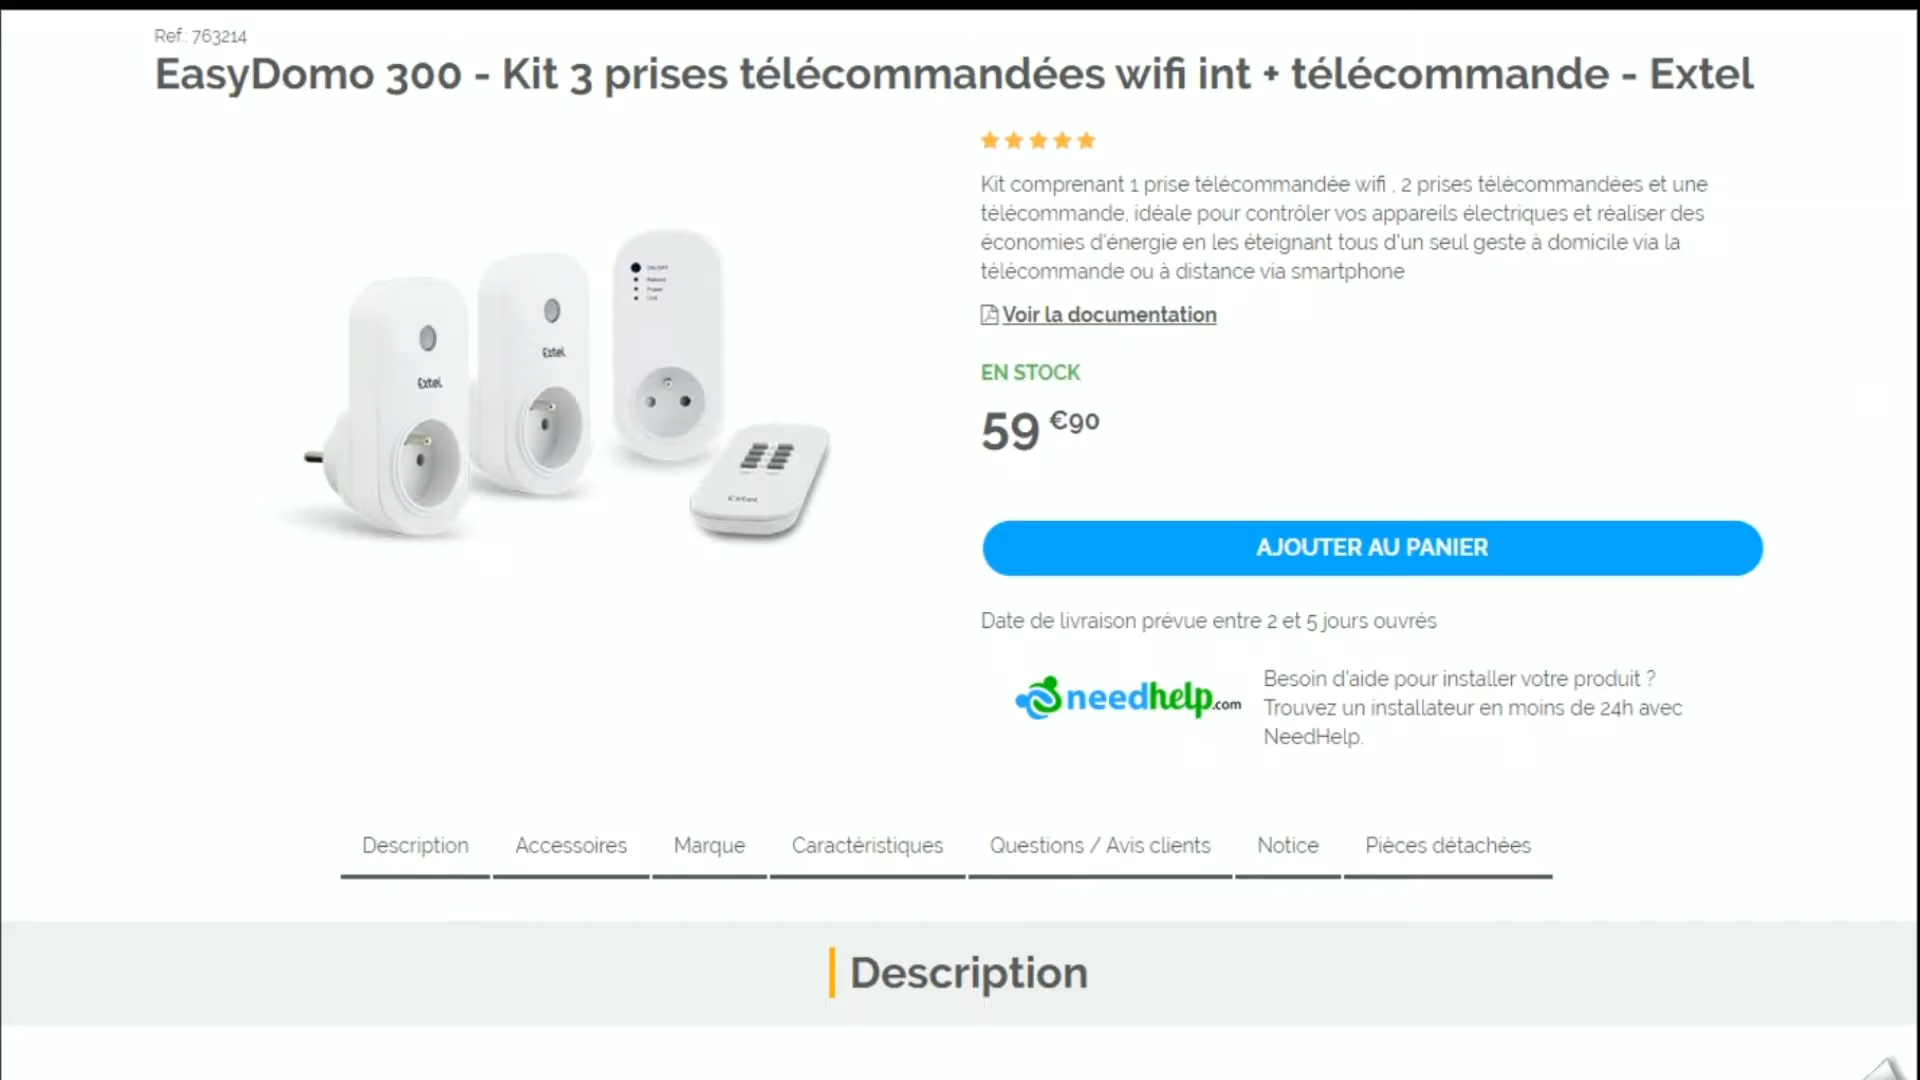 Ref.: 763214
EasyDomo 300 - Kit 3 prises télécommandées wifi int + télécommande - Extel
Kit comprenant 1 prise télécommandée wifi , 2 prises télécommandées et une
télécommande, idéale pour contrôler vos appareils électriques et réaliser des
économies d'énergie en les éteignant tous d'un seul geste à domicile via la
télécommande ou à distance via smartphone
Voir la documentation
EN STOCK
59 €90
AJOUTER AU PANIER
Date de livraison prévue entre 2 et 5 jours ouvrés
needhelp.com
Besoin d'aide pour installer votre produit ?
Trouvez un installateur en moins de 24h avec
NeedHelp.
Extel
Extel
Extel
Description
Accessoires
Marque
Caractéristiques
Questions / Avis clients
Notice
Pièces détachées
Description